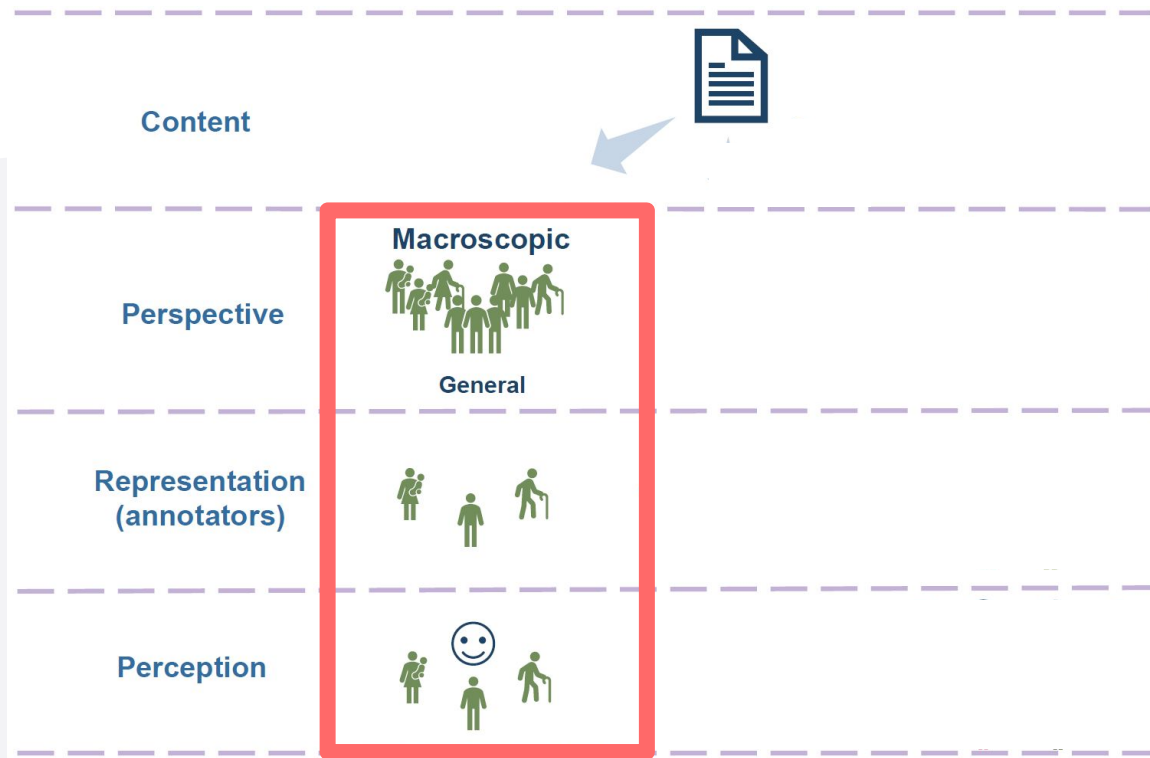 Content
Macroscopic
Perspective
General
Representation
(annotators)
Perception